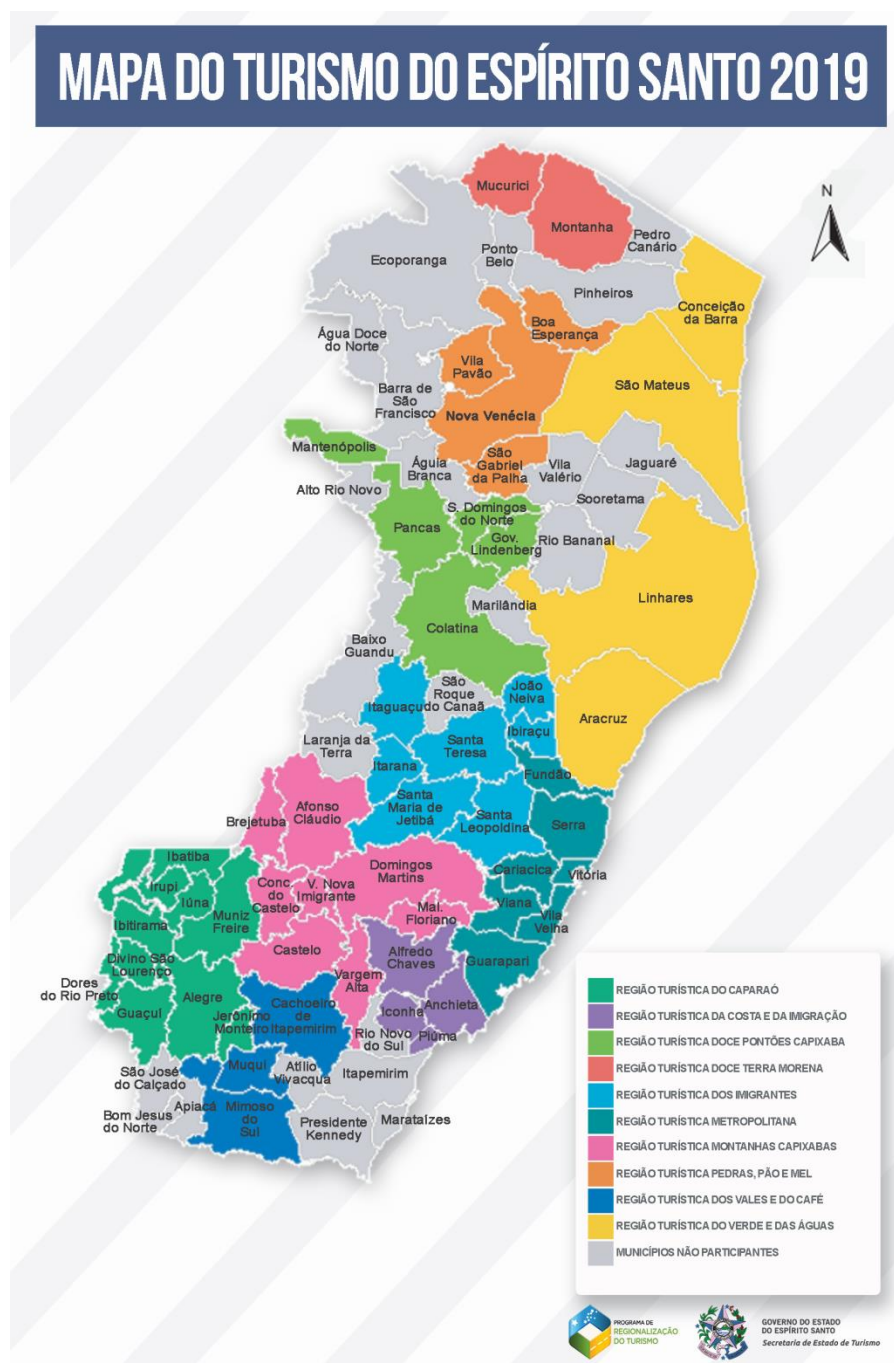 MAPA DO TURISMO DO ESPÍRITO SANTO 2019
N
Mucurici
Montanha
Pedro
Canário
Ponto
Belo
Ecoporanga
Pinheiros
Conceição
da Barra
Boa
Esperança
Água Doce
do Norte
Vila
Pavão
São Mateus
Barra de
São
Francisco
Nova Venécia
Mantenópolis
Águia
Branca
São
Gabriel
da Palha
Vila
Valério
Jaguaré
Alto Rio Novo
Sooretama
S. Domingos
do Norte
Pancas
Gov.
Lindenberg
Rio Bananal
Linhares
Marilândia
Colatina
Baixo
Guandu
São
Roque
do Canaã
João
Neiva
Itaguaçu
Aracruz
Ibiraçu
Laranja da
Terra
Santa
Teresa
Itarana
Fundão
Santa
Maria de
Jetibá
Afonso
Cláudio
Brejetuba
Santa
Leopoldina
Serra
Ibatiba
Domingos
Martins
Cariacica
Vitória
Irupi
Conc.
do
Castelo
V. Nova
Imigrante
Iúna
Viana
Mal.
Floriano
Muniz
Freire
Vila
Velha
Ibitirama
Castelo
Alfredo
Chaves
Guarapari
Divino São
Lourenço
Vargem
Alta
Dores
do Rio Preto
Alegre
Cachoeiro
de
Itapemirim
Anchieta
Guaçuí
Jerônimo
Monteiro
Iconha
Rio Novo
do Sul
Piúma
São José
do Calçado
Muqui
Atílio
Vivacqua
Itapemirim
Apiacá
Mimoso
do
Sul
Bom Jesus
do Norte
Presidente
Kennedy
Marataízes
REGIÃO TURÍSTICA DO CAPARAÓ
REGIÃO TURÍSTICA DA COSTA E DA IMIGRAÇÃO
REGIÃO TURÍSTICA DOCE PONTÕES CAPIXABA
REGIÃO TURÍSTICA DOCE TERRA MORENA
REGIÃO TURÍSTICA DOS IMIGRANTES
REGIÃO TURÍSTICA METROPOLITANA
REGIÃO TURÍSTICA MONTANHAS CAPIXABAS
REGIÃO TURÍSTICA PEDRAS, PÃO E MEL
REGIÃO TURÍSTICA DOS VALES E DO CAFÉ
REGIÃO TURÍSTICA DO VERDE E DAS ÁGUAS
MUNICÍPIOS NÃO PARTICIPANTES
PROGRAMA DE
REGIONALIZAÇÃO
DO TURISMO
GOVERNO DO ESTADO
DO ESPÍRITO SANTO
Secretaria de Estado de Turismo